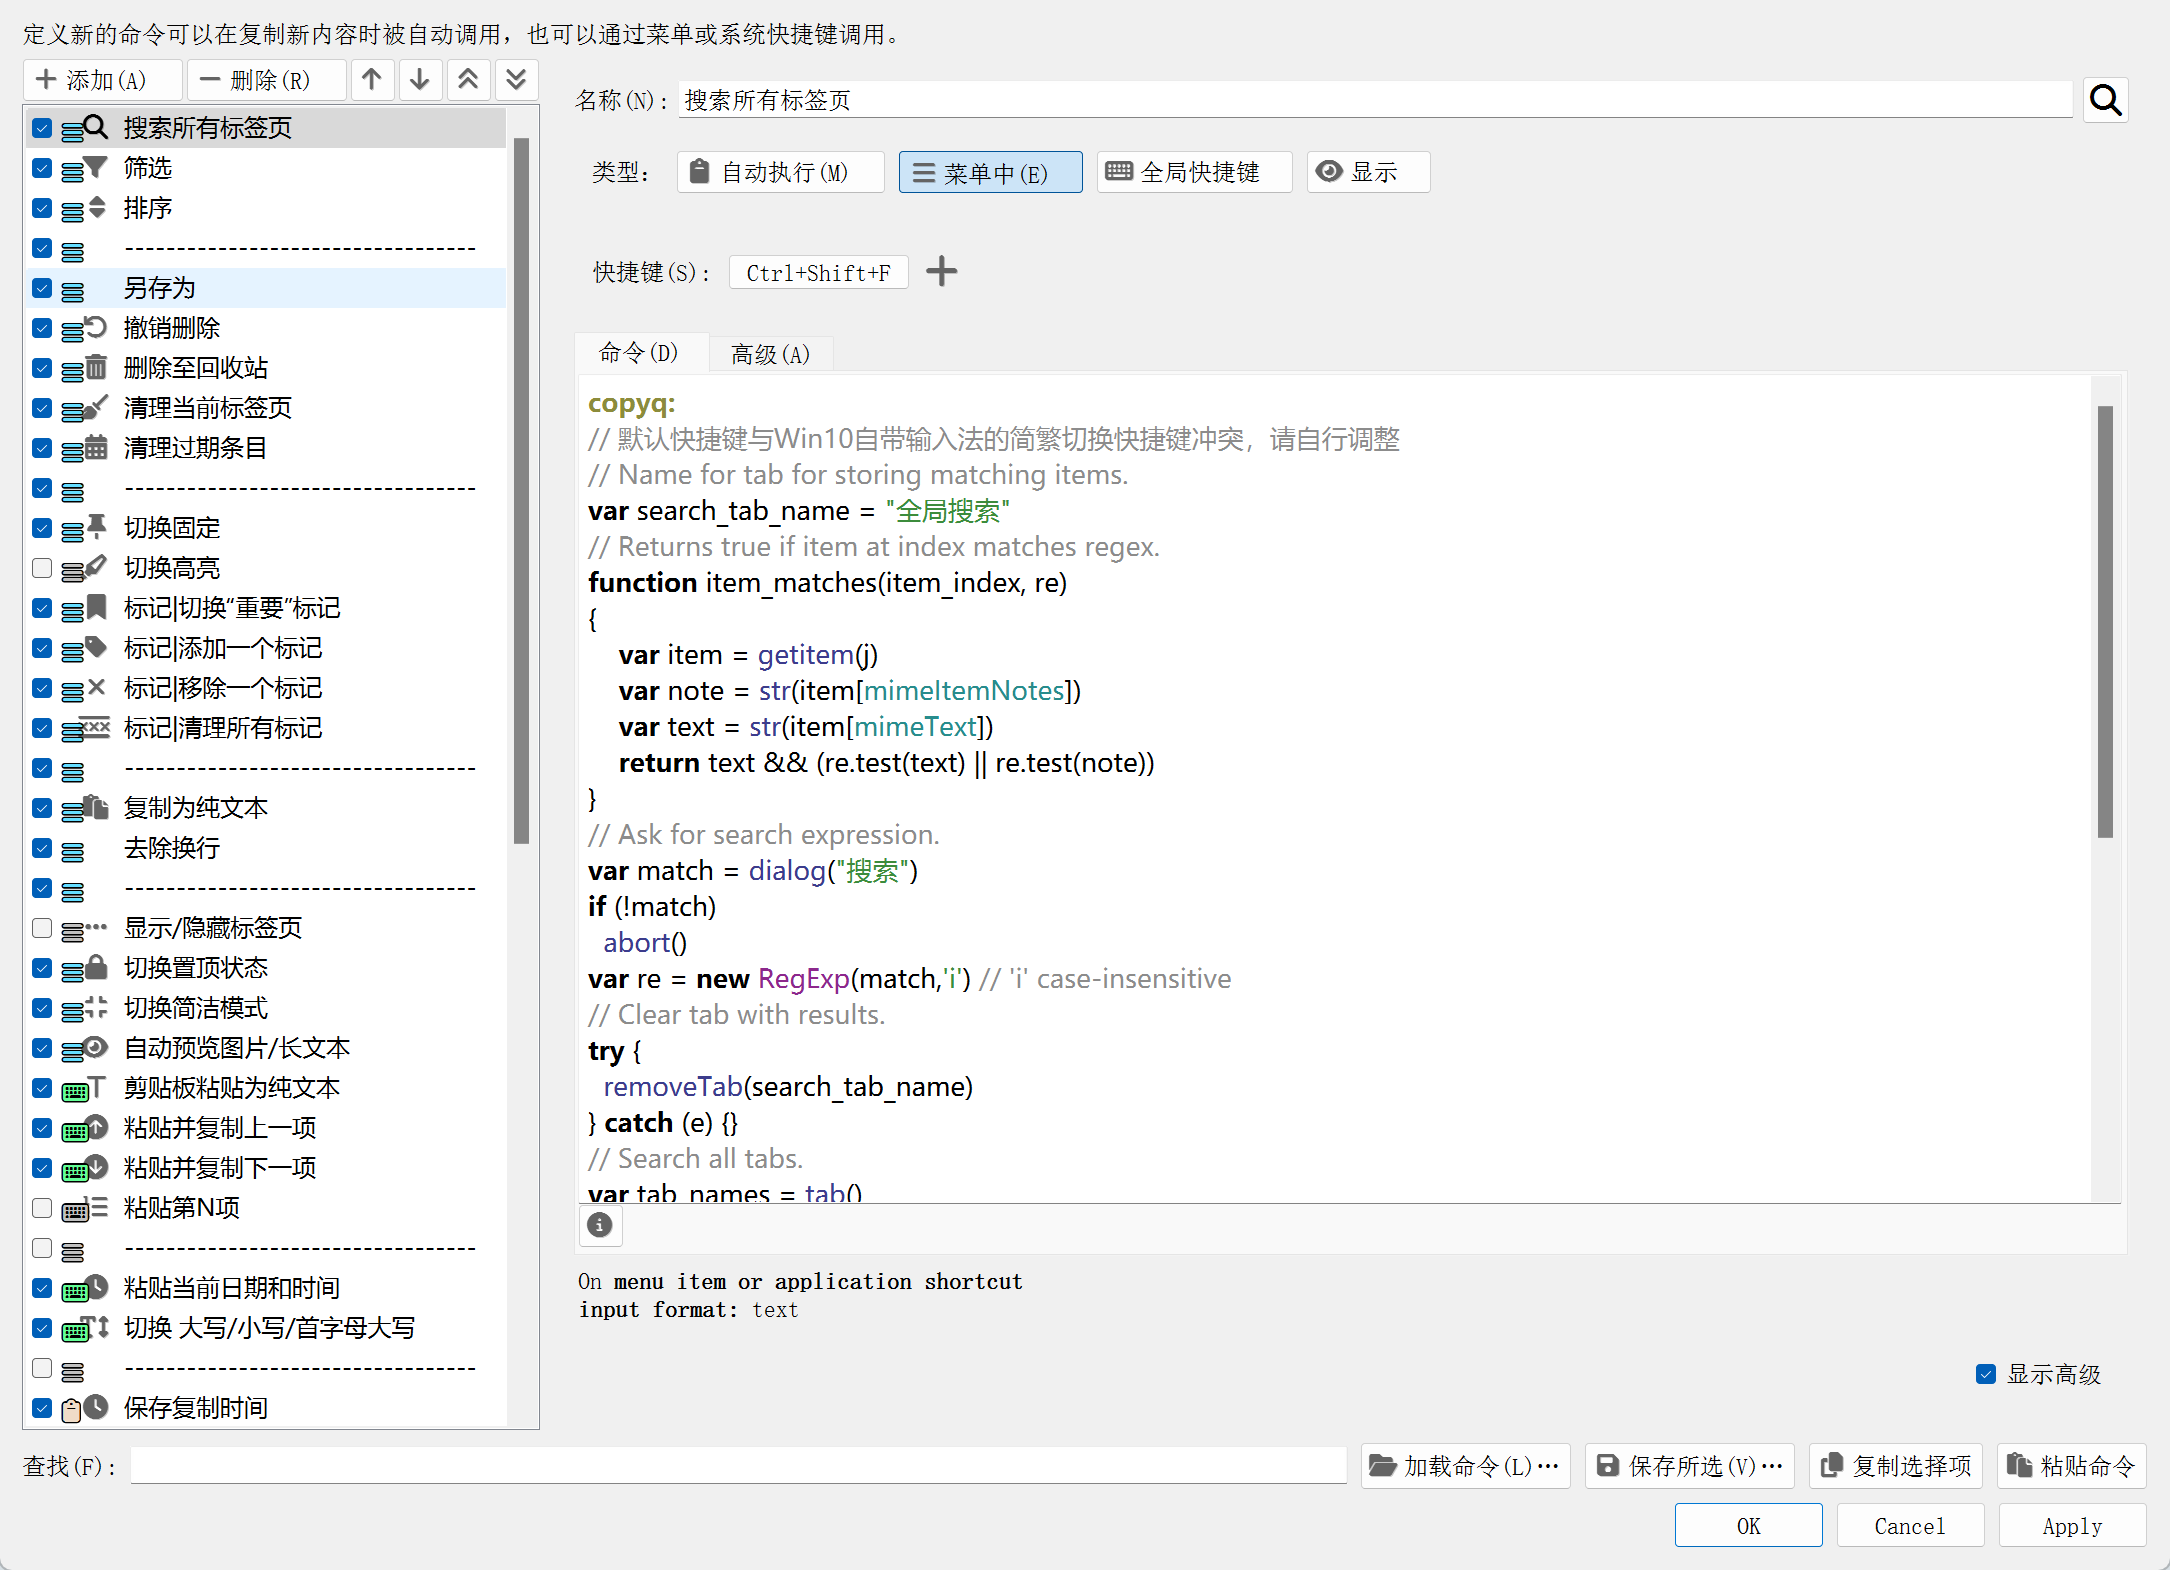 定义新的命令可以在复制新内容时被自动调用，也可以通过菜单或系统快捷键调用。
添加(A)
删除(R)
搜索所有标签页
筛选
排序
----------------------------------
另存为
撤销删除
删除至回收站
清理当前标签页
清理过期条目
----------------------------------
切换固定
切换高亮
标记|切换“重要”标记
标记|添加一个标记
标记|移除一个标记
标记|清理所有标记
----------------------------------
复制为纯文本
去除换行
----------------------------------
显示/隐藏标签页
切换置顶状态
切换简洁模式
自动预览图片/长文本
剪贴板粘贴为纯文本
粘贴并复制上一项
粘贴并复制下一项
粘贴第N项
----------------------------------
粘贴当前日期和时间
切换 大写/小写/首字母大写
----------------------------------
保存复制时间
名称(N): 搜索所有标签页
类型: 自动执行(M) 菜单中(E) 全局快捷键 显示
快捷键(S): Ctrl+Shift+F
命令(D) 高级(A)
copyq:
// 默认快捷键与Win10自带输入法的简繁切换快捷键冲突，请自行调整
// Name for tab for storing matching items.
var search_tab_name = "全局搜索"
// Returns true if item at index matches regex.
function item_matches(item_index, re)
{
    var item = getitem(j)
    var note = str(item[mimeItemNotes])
    var text = str(item[mimeText])
    return text && (re.test(text) || re.test(note))
}
// Ask for search expression.
var match = dialog("搜索")
if (!match)
  abort()
var re = new RegExp(match,'i') // 'i' case-insensitive
// Clear tab with results.
try {
  removeTab(search_tab_name)
} catch (e) {}
// Search all tabs.
var tab_names = tab()
On menu item or application shortcut
input format: text
显示高级
查找(F):
加载命令(L)… 保存所选(V)… 复制选择项 粘贴命令
OK Cancel Apply